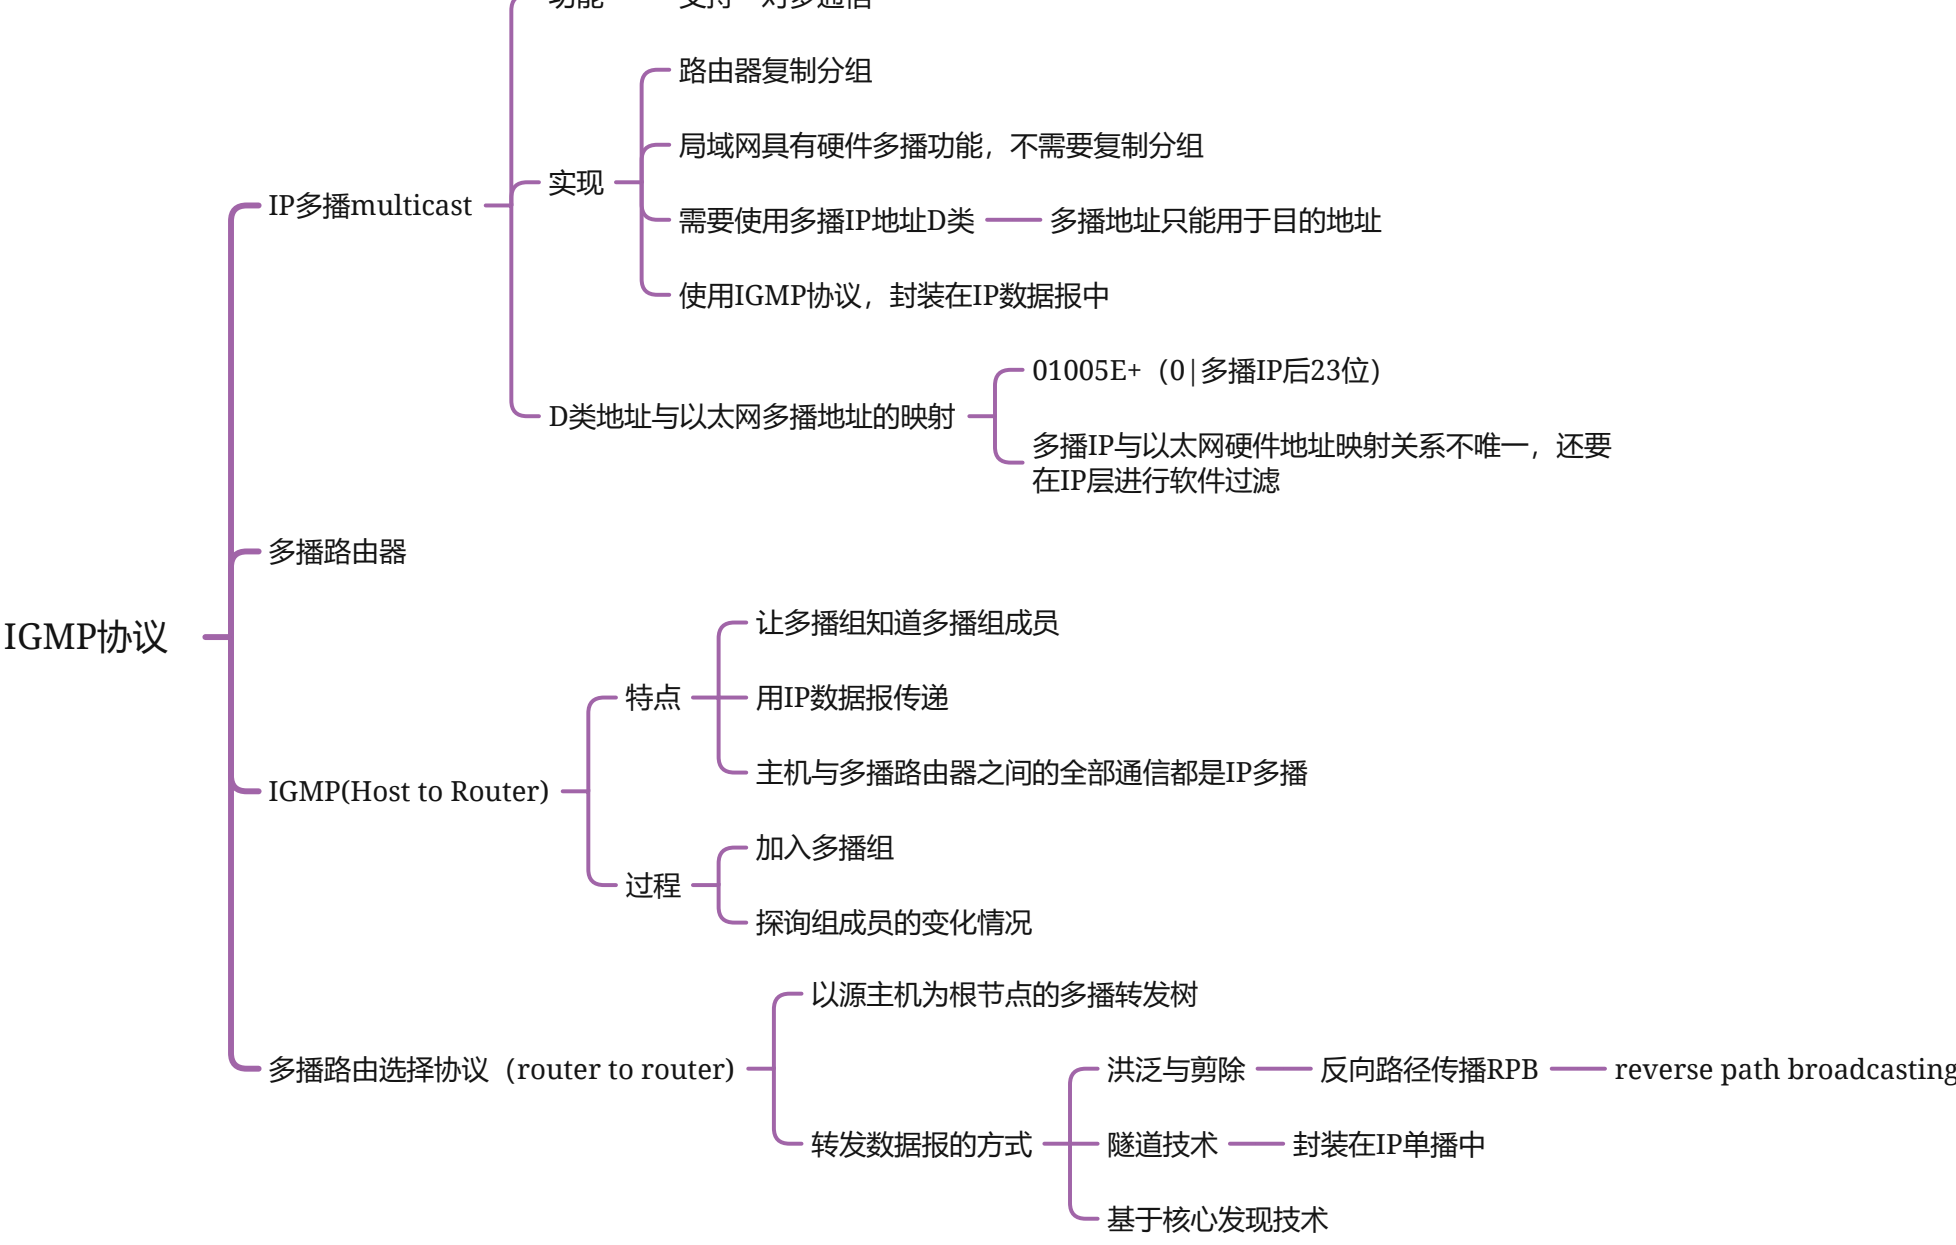 功能
支持一对多通信
路由器复制分组
局域网具有硬件多播功能，不需要复制分组
实现
IP多播multicast
需要使用多播IP地址D类
多播地址只能用于目的地址
使用IGMP协议，封装在IP数据报中
01005E+（0|多播IP后23位）
D类地址与以太网多播地址的映射
多播IP与以太网硬件地址映射关系不唯一，还要
在IP层进行软件过滤
多播路由器
IGMP协议
让多播组知道多播组成员
特点
用IP数据报传递
主机与多播路由器之间的全部通信都是IP多播
IGMP(Host to Router)
加入多播组
过程
探询组成员的变化情况
以源主机为根节点的多播转发树
多播路由选择协议（router to router)
洪泛与剪除
反向路径传播RPB
reverse path broadcasting
转发数据报的方式
隧道技术
封装在IP单播中
基于核心发现技术